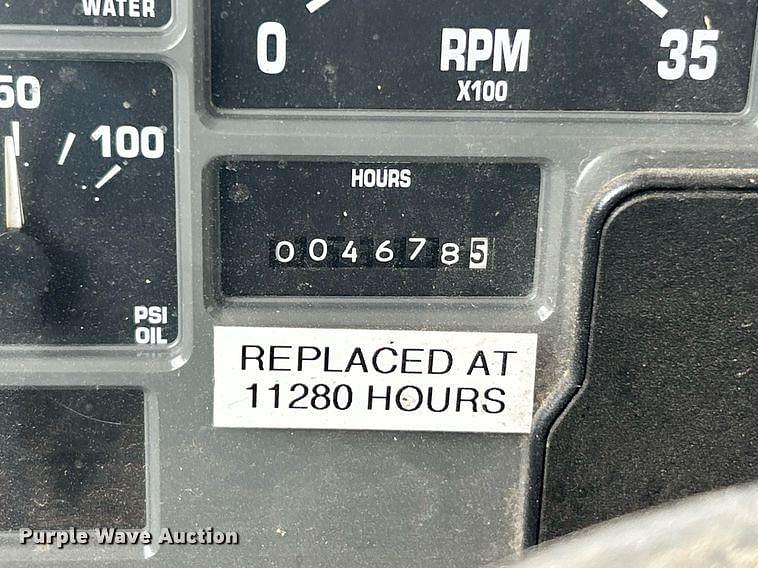 WATER
0
RPM
35
X100
50
100
HOURS
0046785
PSI
OIL
REPLACED AT
11280 HOURS
Purple Wave Auction